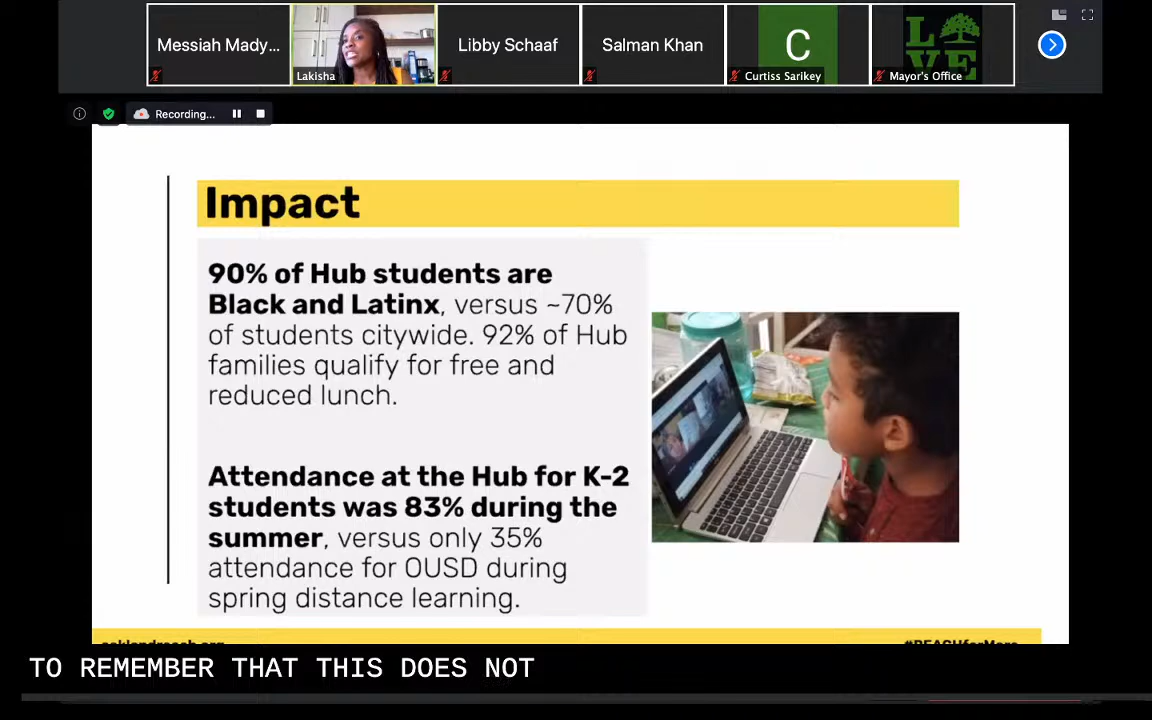 Messiah Mady...
Lakisha
Libby Schaaf
Salman Khan
C
Curtiss Sarikey
LOVE
Mayor's Office
Recording...
Impact
90% of Hub students are
Black and Latinx, versus ~70%
of students citywide. 92% of Hub
families qualify for free and
reduced lunch.
Attendance at the Hub for K-2
students was 83% during the
summer, versus only 35%
attendance for OUSD during
spring distance learning.
oaklandreach.org
#REACHforMore
TO REMEMBER THAT THIS DOES NOT